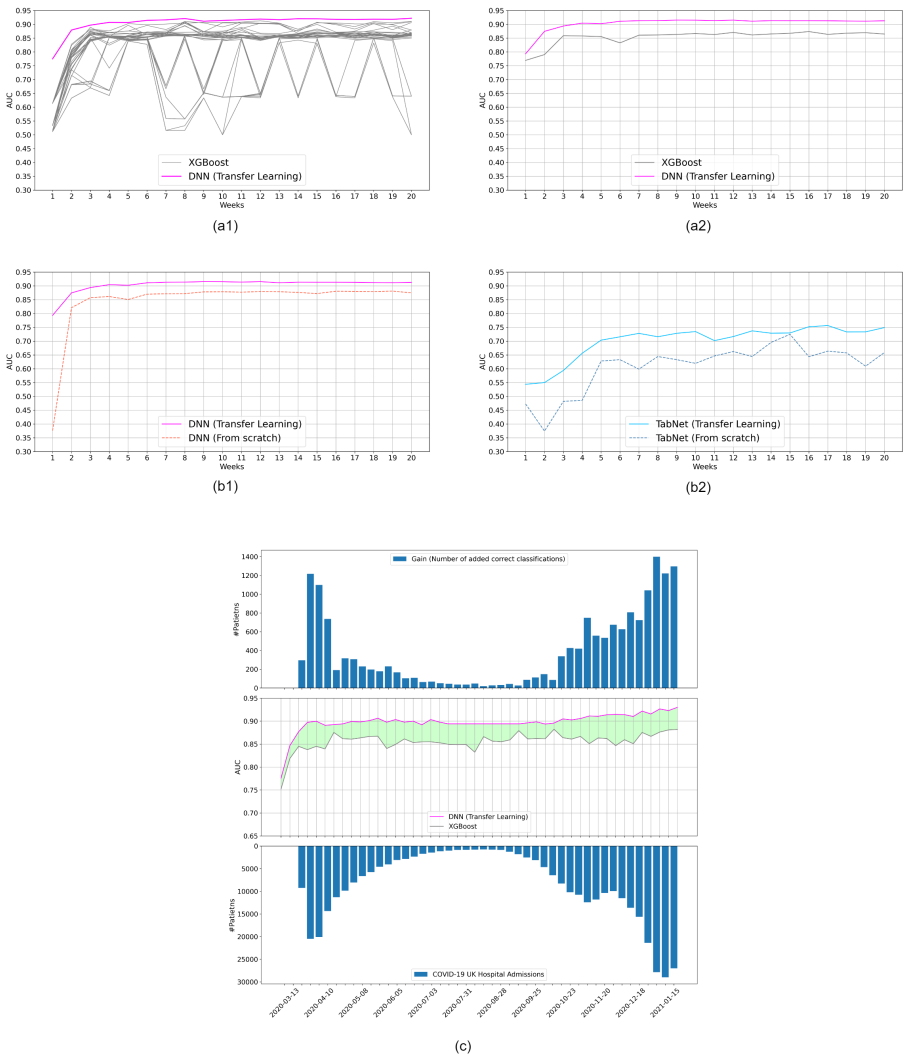 0.95
0.90
0.85
0.80
0.75
0.70
0.65
0.60
0.55
0.50
0.45
0.40
0.35
0.30
AUC
XGBoost
DNN (Transfer Learning)
1 2 3 4 5 6 7 8 9 10 11 12 13 14 15 16 17 18 19 20
Weeks
(a1)
0.95
0.90
0.85
0.80
0.75
0.70
0.65
0.60
0.55
0.50
0.45
0.40
0.35
0.30
AUC
XGBoost
DNN (Transfer Learning)
1 2 3 4 5 6 7 8 9 10 11 12 13 14 15 16 17 18 19 20
Weeks
(a2)
0.95
0.90
0.85
0.80
0.75
0.70
0.65
0.60
0.55
0.50
0.45
0.40
0.35
0.30
AUC
DNN (Transfer Learning)
DNN (From scratch)
1 2 3 4 5 6 7 8 9 10 11 12 13 14 15 16 17 18 19 20
Weeks
(b1)
0.95
0.90
0.85
0.80
0.75
0.70
0.65
0.60
0.55
0.50
0.45
0.40
0.35
0.30
AUC
TabNet (Transfer Learning)
TabNet (From scratch)
1 2 3 4 5 6 7 8 9 10 11 12 13 14 15 16 17 18 19 20
Weeks
(b2)
1400
1200
1000
800
600
400
200
0
#Patietns
Gain (Number of added correct classifications)
0.95
0.90
0.85
0.80
0.75
0.70
0.65
AUC
DNN (Transfer Learning)
XGBoost
0
5000
10000
15000
20000
25000
30000
#Patietns
COVID-19 UK Hospital Admissions
2020-03-13
2020-04-10
2020-05-08
2020-06-05
2020-07-03
2020-07-31
2020-08-28
2020-09-25
2020-10-23
2020-11-20
2020-12-18
2021-01-15
(c)